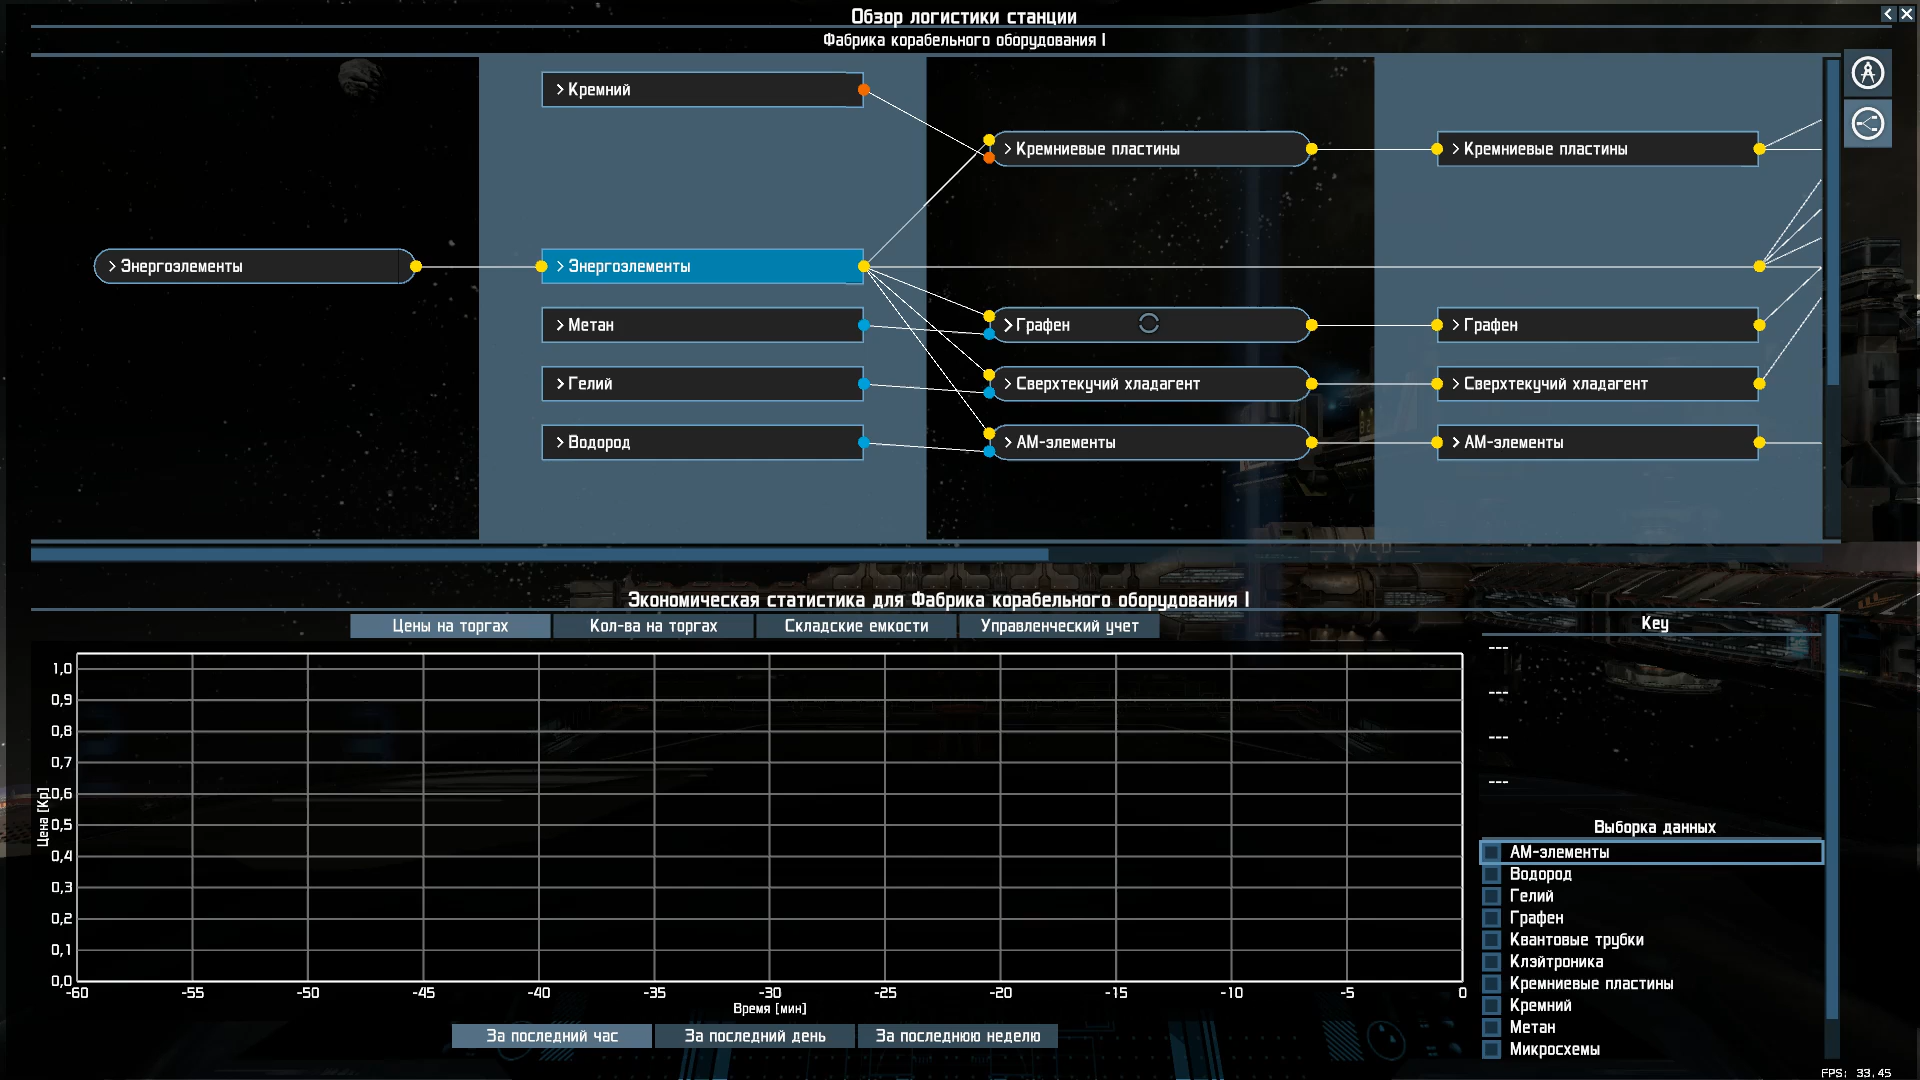 Обзор логистики станции
Фабрика корабельного оборудования I
Кремний
Кремниевые пластины
Кремниевые пластины
Энергоэлементы
Энергоэлементы
Метан
Графен
Графен
Гелий
Сверхтекучий хладагент
Сверхтекучий хладагент
Водород
АМ-элементы
АМ-элементы
Экономическая статистика для Фабрика корабельного оборудования I
Цены на торгах
Кол-ва на торгах
Складские емкости
Управленческий учет
Key
---
---
---
---
1,0
0,9
0,8
0,7
0,6
0,5
0,4
0,3
0,2
0,1
0,0
Цена [Кр]
-60 -55 -50 -45 -40 -35 -30 -25 -20 -15 -10 -5 0
Время [мин]
За последний час
За последний день
За последнюю неделю
Выборка данных
АМ-элементы
Водород
Гелий
Графен
Квантовые трубки
Клэйтроника
Кремниевые пластины
Кремний
Метан
Микросхемы
FPS: 33.45